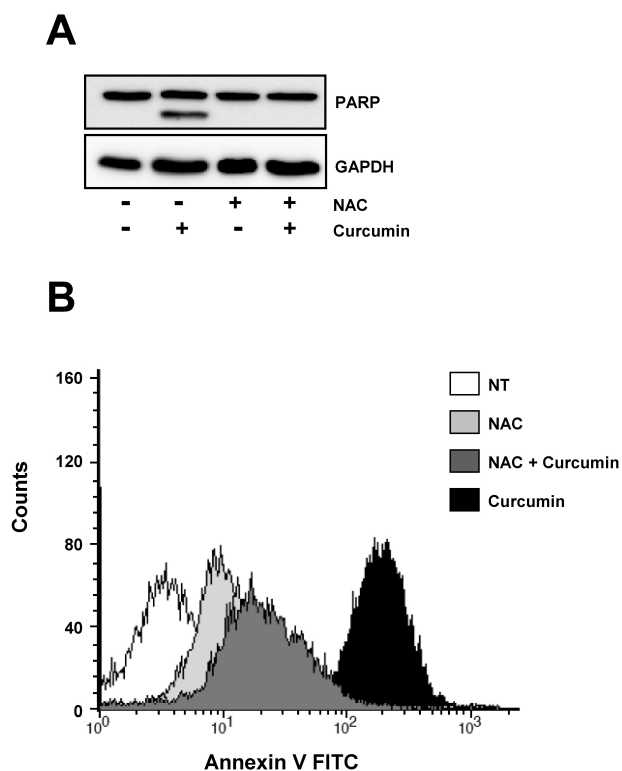 A
PARP
GAPDH
- - + + NAC
- + - + Curcumin
B
160
120
80
40
0
Counts
NT
NAC
NAC + Curcumin
Curcumin
10⁰ 10¹ 10² 10³
Annexin V FITC